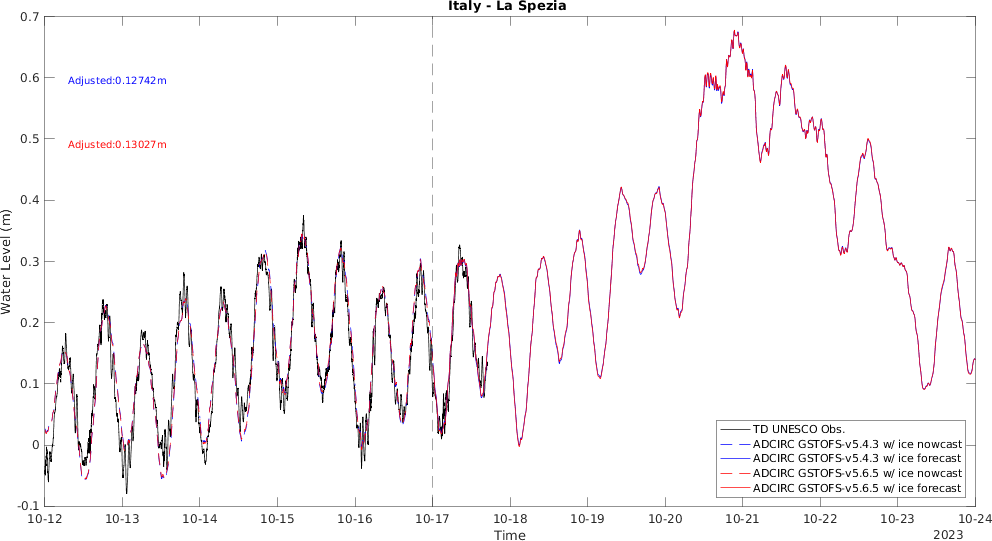 Italy - La Spezia
0.7
0.6
0.5
0.4
0.3
0.2
0.1
0
-0.1
Water Level (m)
Adjusted:0.12742m
Adjusted:0.13027m
TD UNESCO Obs.
ADCIRC GSTOFS-v5.4.3 w/ ice nowcast
ADCIRC GSTOFS-v5.4.3 w/ ice forecast
ADCIRC GSTOFS-v5.6.5 w/ ice nowcast
ADCIRC GSTOFS-v5.6.5 w/ ice forecast
10-12 10-13 10-14 10-15 10-16 10-17 10-18 10-19 10-20 10-21 10-22 10-23 10-24
Time
2023